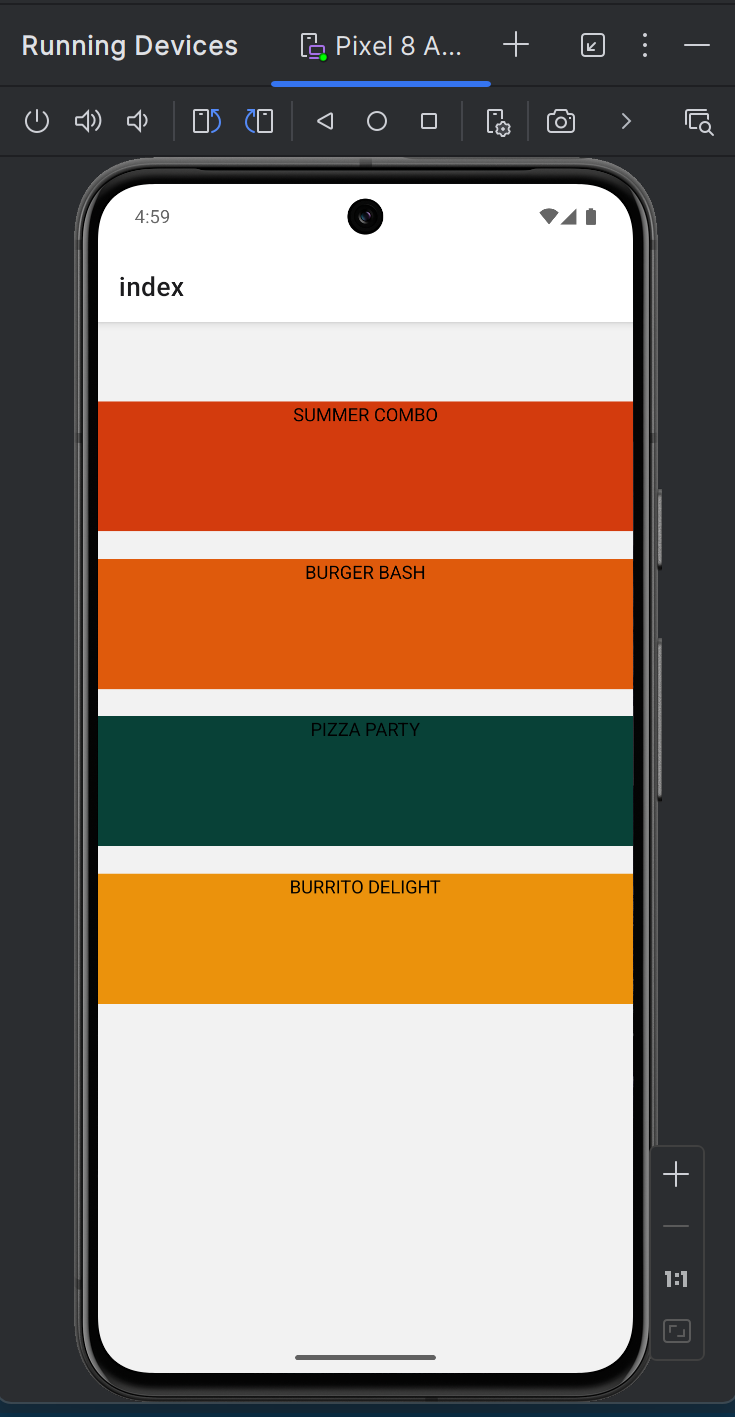 Running Devices
Pixel 8 A...
4:59
index
SUMMER COMBO
BURGER BASH
PIZZA PARTY
BURRITO DELIGHT
1:1